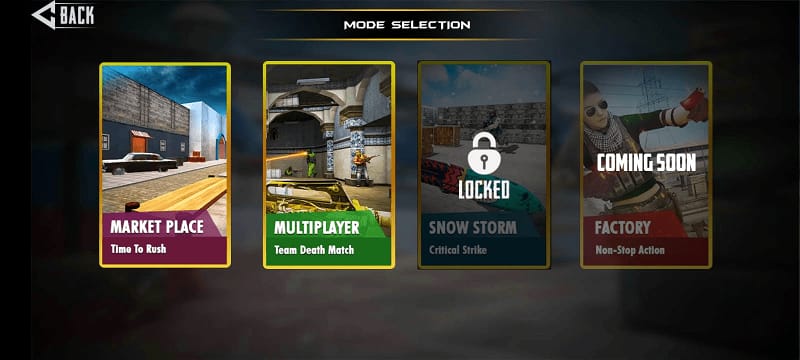 BACK
MODE SELECTION
MARKET PLACE
Time To Rush
MULTIPLAYER
Team Death Match
LOCKED
SNOW STORM
Critical Strike
COMING SOON
FACTORY
Non-Stop Action